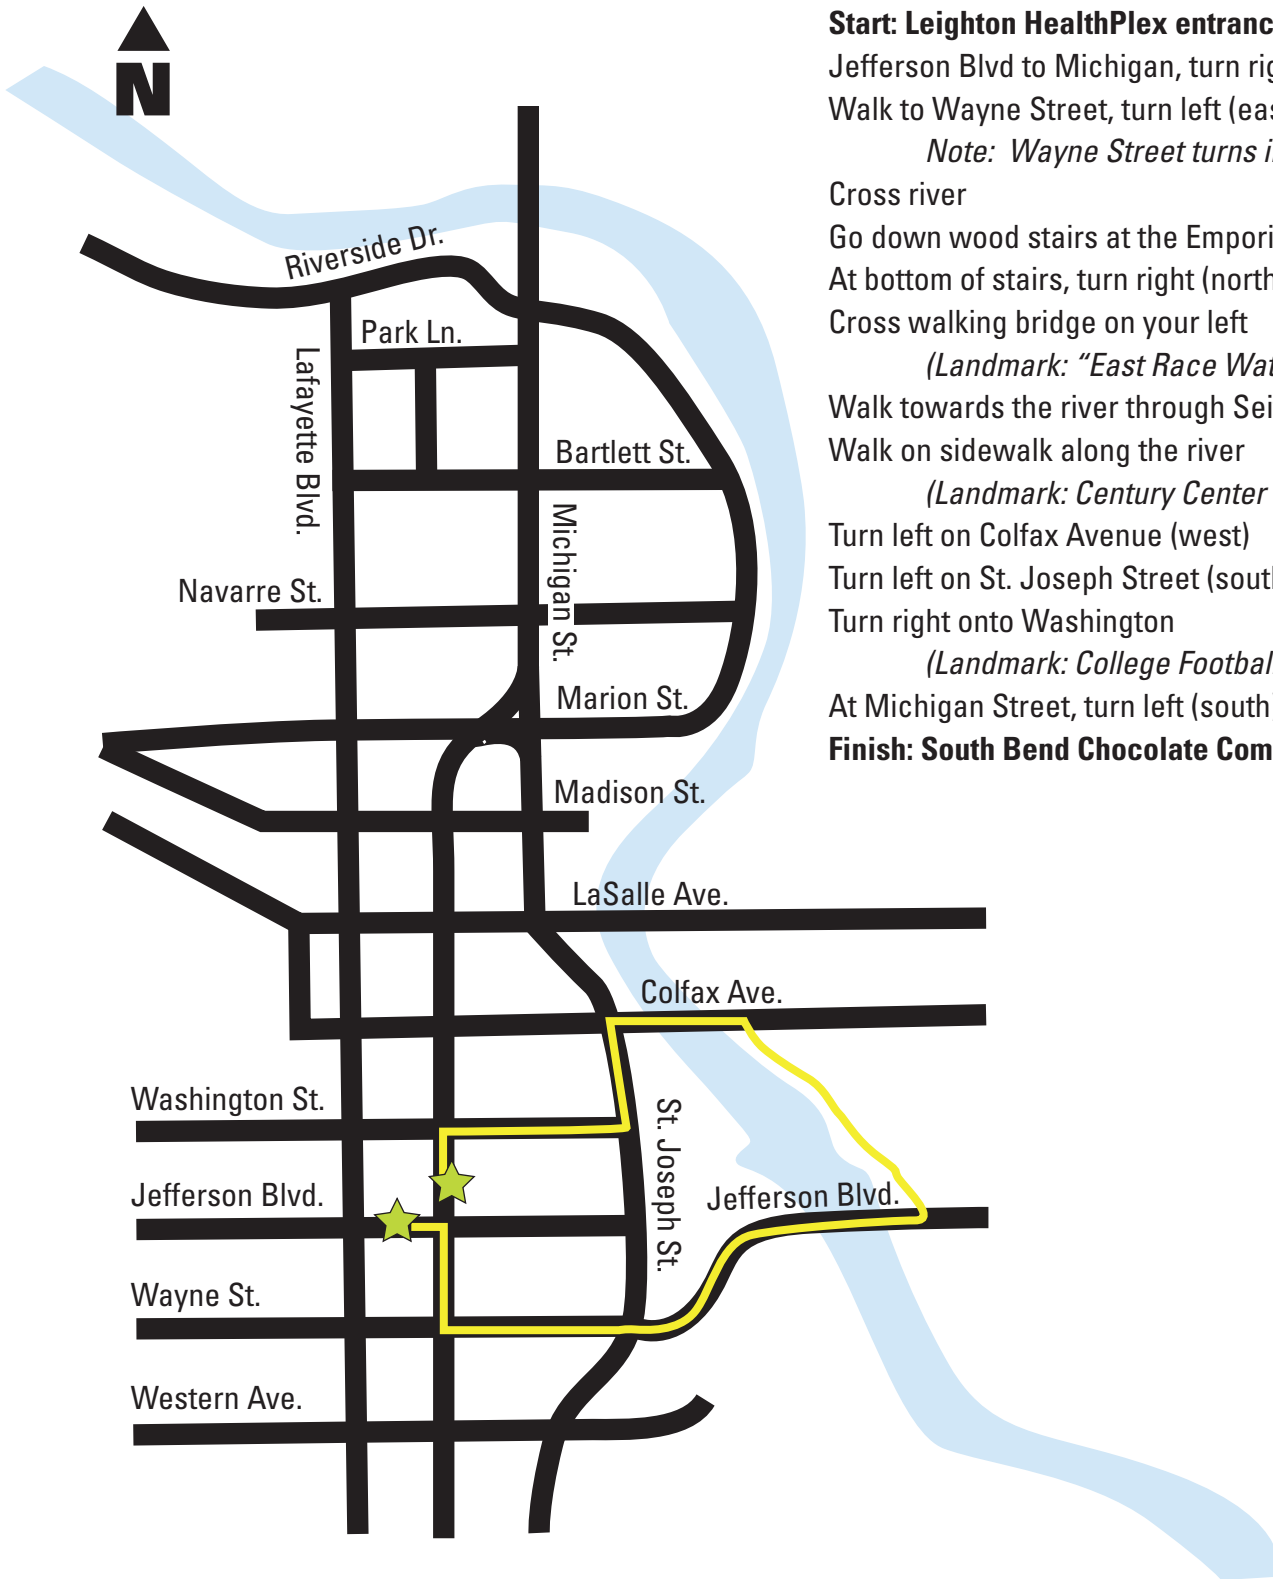 N
Start: Leighton HealthPlex entranc
Jefferson Blvd to Michigan, turn rig
Walk to Wayne Street, turn left (eas
Note: Wayne Street turns i
Cross river
Go down wood stairs at the Empori
At bottom of stairs, turn right (north
Cross walking bridge on your left
(Landmark: “East Race Wat
Walk towards the river through Sei
Walk on sidewalk along the river
(Landmark: Century Center
Turn left on Colfax Avenue (west)
Turn left on St. Joseph Street (sout
Turn right onto Washington
(Landmark: College Footbal
At Michigan Street, turn left (south
Finish: South Bend Chocolate Com
Riverside Dr.
Park Ln.
Lafayette Blvd.
Bartlett St.
Michigan St.
Navarre St.
Marion St.
Madison St.
LaSalle Ave.
Colfax Ave.
Washington St.
St. Joseph St.
Jefferson Blvd.
Jefferson Blvd.
Wayne St.
Western Ave.